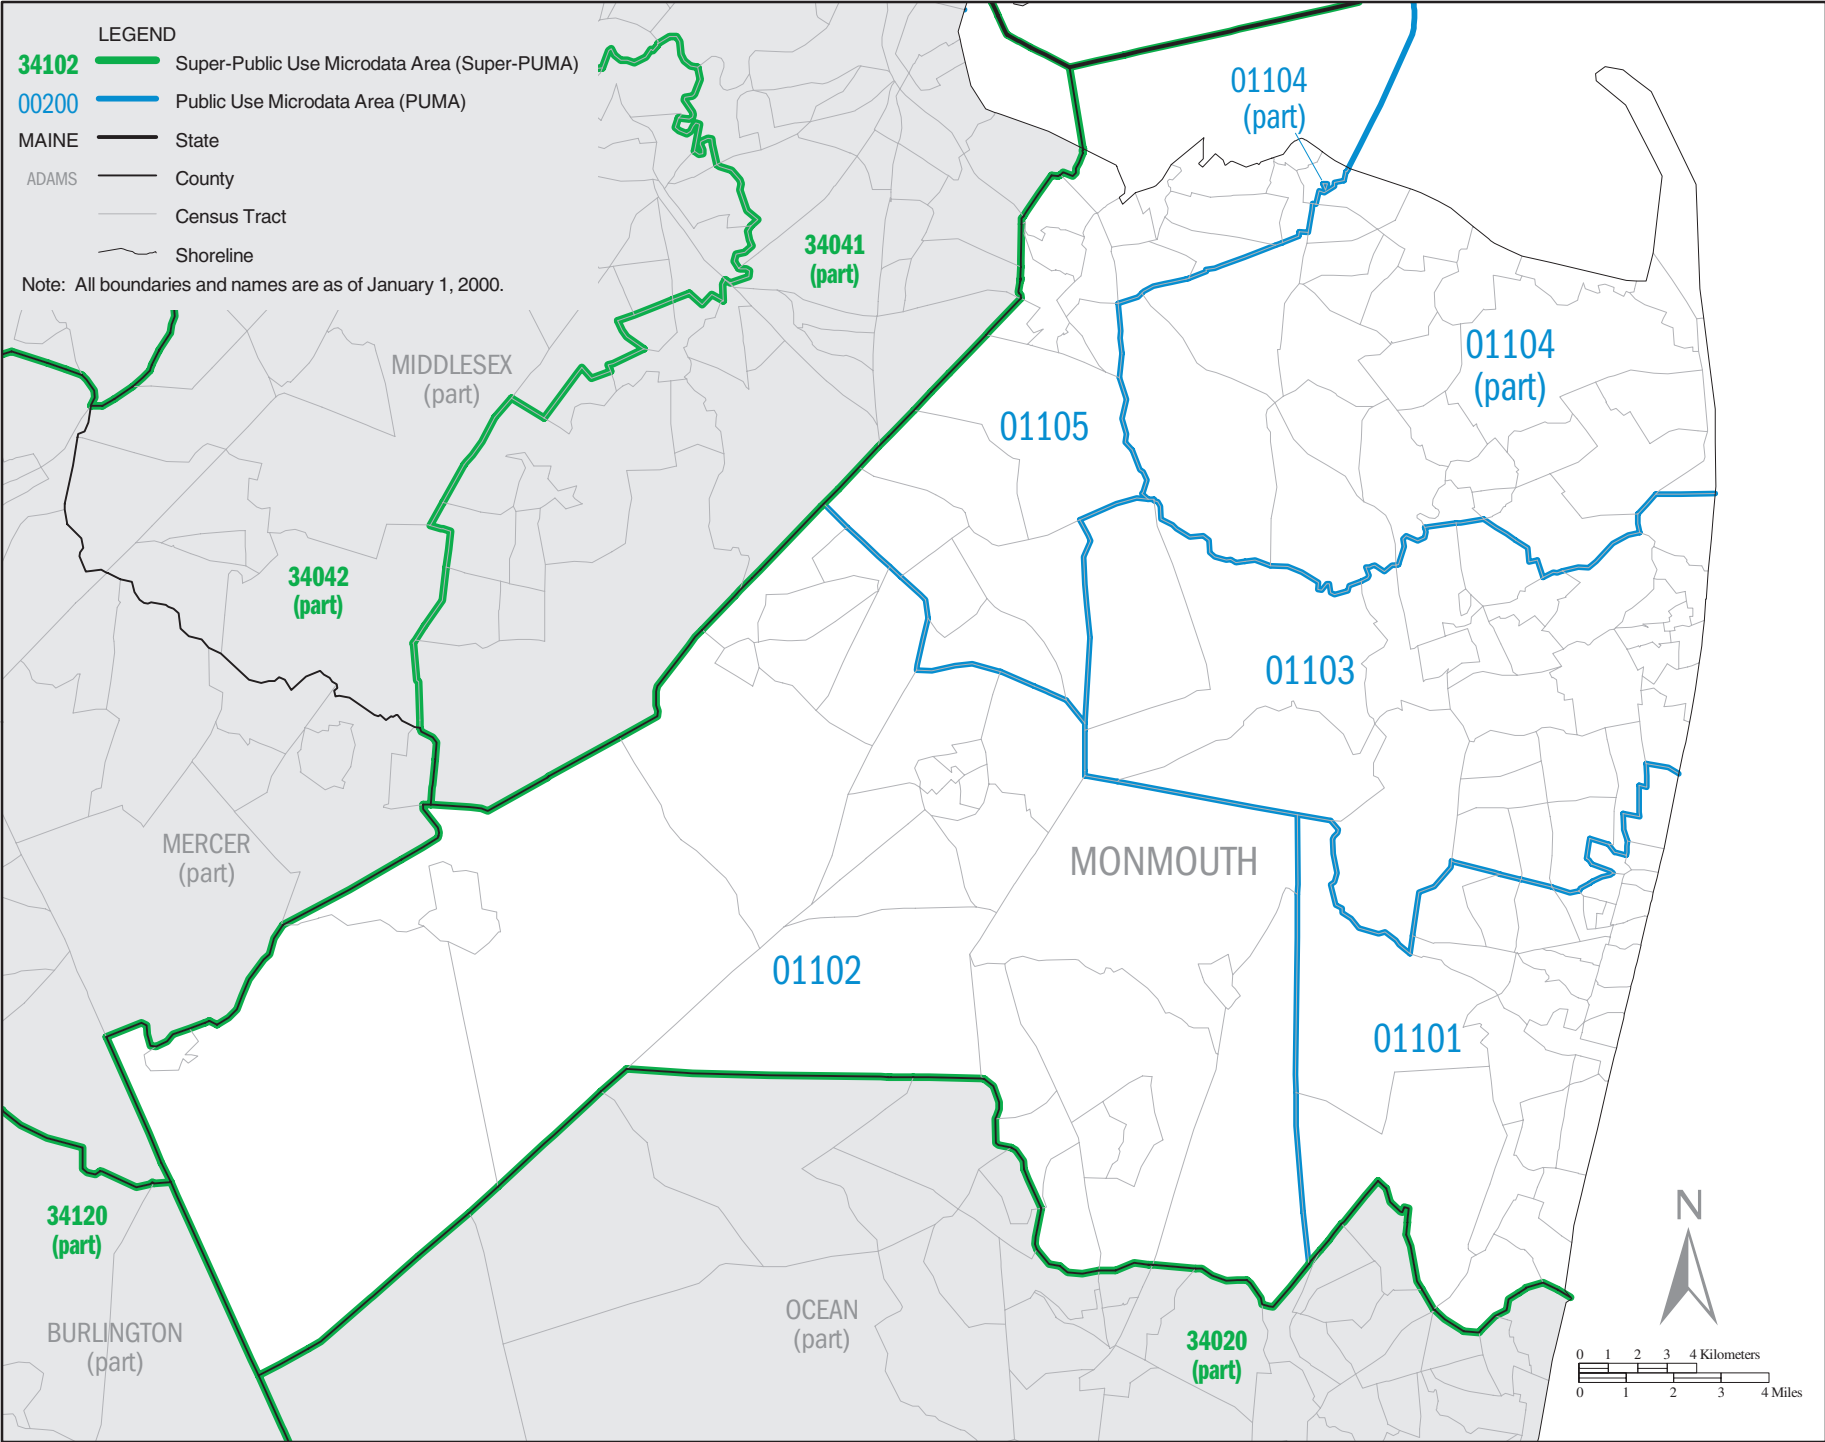 LEGEND
34102 Super-Public Use Microdata Area (Super-PUMA)
00200 Public Use Microdata Area (PUMA)
MAINE State
ADAMS County
Census Tract
Shoreline
Note: All boundaries and names are as of January 1, 2000.
01104
(part)
34041
(part)
01104
(part)
MIDDLESEX
(part)
01105
34042
(part)
01103
MERCER
(part)
MONMOUTH
01102
01101
34120
(part)
N
BURLINGTON
(part)
OCEAN
(part)
34020
(part)
0 1 2 3 4 Kilometers
0 1 2 3 4 Miles